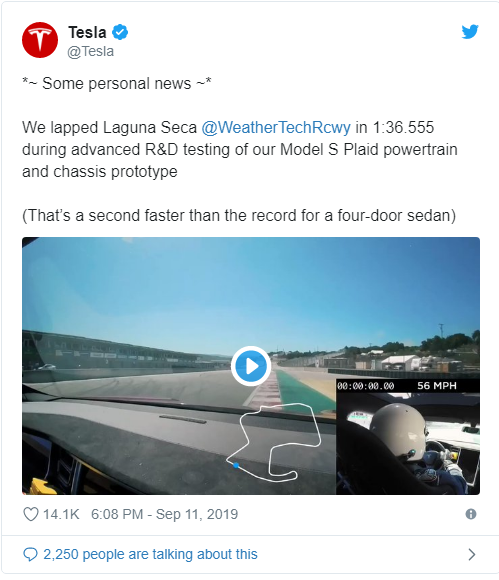 Tesla
@Tesla
*~ Some personal news ~*
We lapped Laguna Seca @WeatherTechRcwy in 1:36.555
during advanced R&D testing of our Model S Plaid powertrain
and chassis prototype
(That's a second faster than the record for a four-door sedan)
00:00:00.00 56 MPH
14.1K 6:08 PM - Sep 11, 2019
2,250 people are talking about this